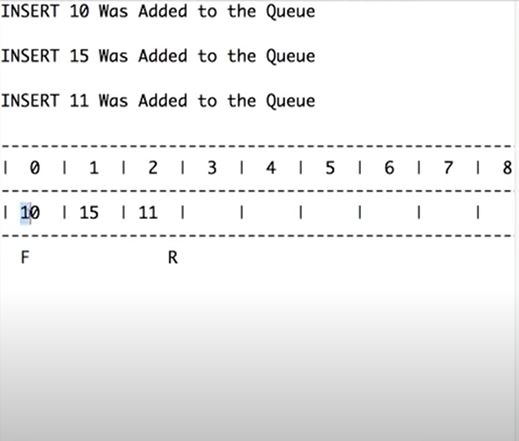 INSERT 10 Was Added to the Queue
INSERT 15 Was Added to the Queue
INSERT 11 Was Added to the Queue
----------------------------------------------------
| 0 | 1 | 2 | 3 | 4 | 5 | 6 | 7 | 8
----------------------------------------------------
| 10 | 15 | 11 | | | | | |
----------------------------------------------------
F R